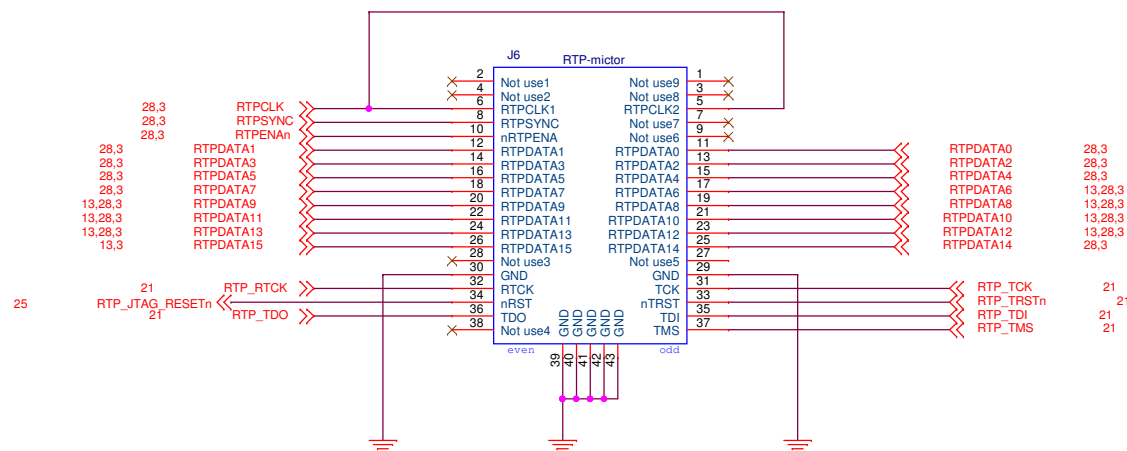 J6
RTP-mictor
2 Not use1 Not use9 1
4 Not use2 Not use8 3
28,3 RTPCLK 6 RTPCLK1 RTPCLK2 5
28,3 RTPSYNC 8 RTPSYNC Not use7 7
28,3 RTPENAn 10 nRTPENA Not use6 9
28,3 RTPDATA1 12 RTPDATA1 RTPDATA0 11 RTPDATA0 28,3
28,3 RTPDATA3 14 RTPDATA3 RTPDATA2 13 RTPDATA2 28,3
28,3 RTPDATA5 16 RTPDATA5 RTPDATA4 15 RTPDATA4 28,3
28,3 RTPDATA7 18 RTPDATA7 RTPDATA6 17 RTPDATA6 13,28,3
13,28,3 RTPDATA9 20 RTPDATA9 RTPDATA8 19 RTPDATA8 13,28,3
13,28,3 RTPDATA11 22 RTPDATA11 RTPDATA10 21 RTPDATA10 13,28,3
13,28,3 RTPDATA13 24 RTPDATA13 RTPDATA12 23 RTPDATA12 13,28,3
13,3 RTPDATA15 26 RTPDATA15 RTPDATA14 25 RTPDATA14 28,3
28 Not use3 Not use5 27
30 GND GND 29
21 RTP_RTCK 32 RTCK TCK 31 RTP_TCK 21
25 RTP_JTAG_RESETn 34 nRST nTRST 33 RTP_TRSTn 21
21 RTP_TDO 36 TDO TDI 35 RTP_TDI 21
38 Not use4 GND GND GND GND GND TMS 37 RTP_TMS 21
even odd
39 40 41 42 43